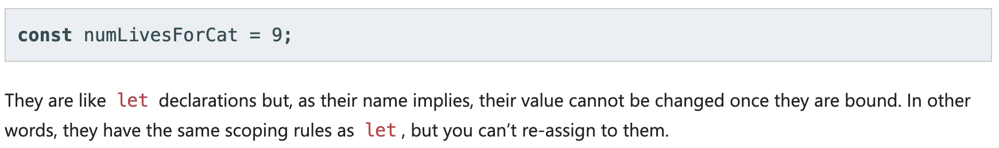 const numLivesForCat = 9;
They are like let declarations but, as their name implies, their value cannot be changed once they are bound. In other
words, they have the same scoping rules as let, but you can’t re-assign to them.